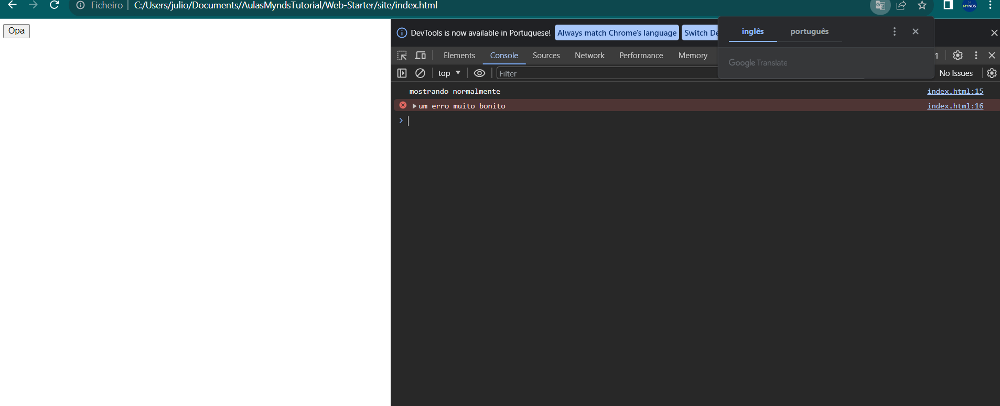 Ficheiro | C:/Users/julio/Documents/AulasMyndsTutorial/Web-Starter/site/index.html
MYNDS
Opa
DevTools is now available in Portuguese! Always match Chrome's language Switch De
inglês português
Google Translate
Elements Console Sources Network Performance Memory 1
top Filter No Issues
mostrando normalmente index.html:15
um erro muito bonito index.html:16